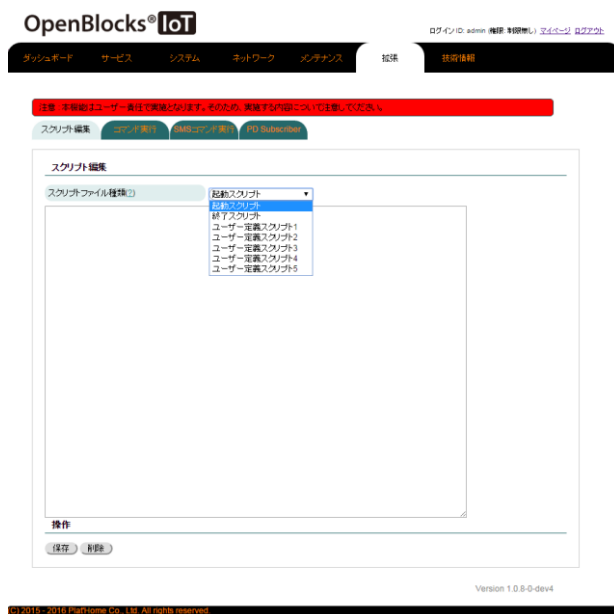 OpenBlocks® IoT
ログインID: admin (権限: 制限無し) マイページ ログアウト
ダッシュボード サービス システム ネットワーク メンテナンス 拡張 技術情報
注意：本機能はユーザー責任で実施となります。そのため、実施する内容について注意してください。
スクリプト編集 コマンド実行 SMSコマンド実行 PD Subscriber
スクリプト編集
スクリプトファイル種類(?) 起動スクリプト
起動スクリプト
終了スクリプト
ユーザー定義スクリプト1
ユーザー定義スクリプト2
ユーザー定義スクリプト3
ユーザー定義スクリプト4
ユーザー定義スクリプト5
操作
保存 削除
Version 1.0.8-0-dev4
(C) 2015 - 2016 Plat'Home Co., Ltd. All rights reserved.